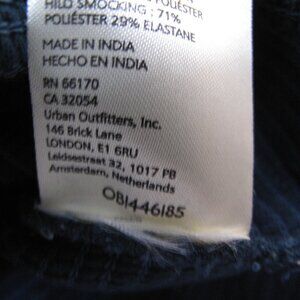 HILO SMOCKING: 71%
POLIÉSTER 29% ELASTANE
MADE IN INDIA
HECHO EN INDIA
RN 66170
CA 32054
Urban Outfitters, Inc.
146 Brick Lane
LONDON, E1 6RU
Leidsestraat 32, 1017 PB
Amsterdam, Netherlands
OB1446185